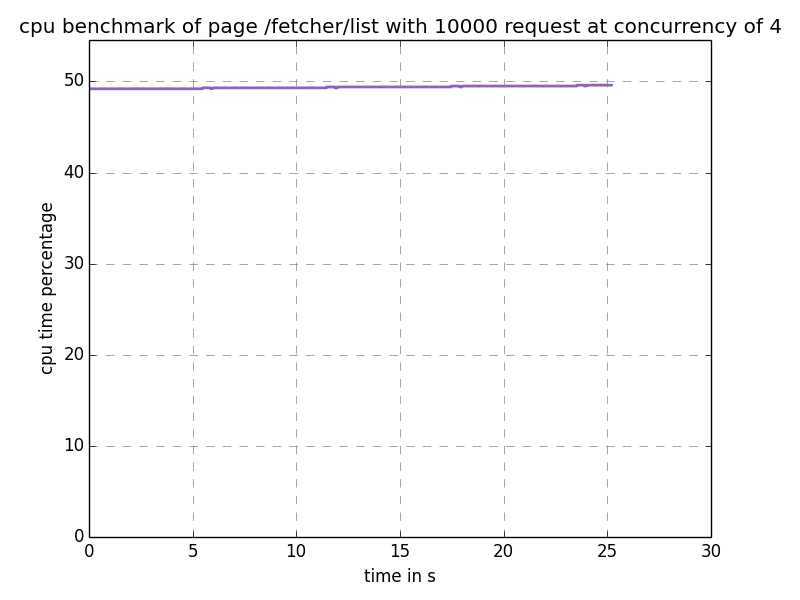 cpu benchmark of page /fetcher/list with 10000 request at concurrency of 4
50
40
30
20
10
0
cpu time percentage
0 5 10 15 20 25 30
time in s